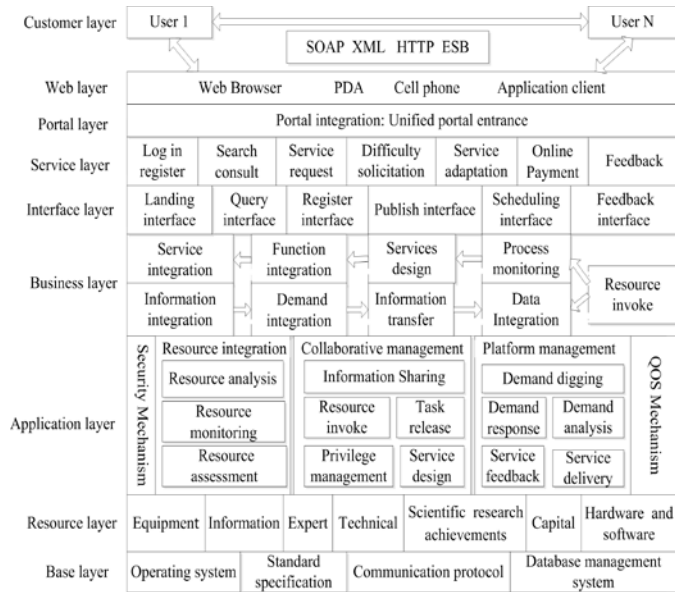 Customer layer
User 1
User N
SOAP XML HTTP ESB
Web layer
Web Browser
PDA
Cell phone
Application client
Portal layer
Portal integration: Unified portal entrance
Service layer
Log in
register
Search
consult
Service
request
Difficulty
solicitation
Service
adaptation
Online
Payment
Feedback
Interface layer
Landing
interface
Query
interface
Register
interface
Publish interface
Scheduling
interface
Feedback
interface
Business layer
Service
integration
Function
integration
Services
design
Process
monitoring
Resource
invoke
Information
integration
Demand
integration
Information
transfer
Data
Integration
Application layer
Security Mechanism
Resource integration
Resource analysis
Resource
monitoring
Resource
assessment
Collaborative management
Information Sharing
Resource
invoke
Task
release
Privilege
management
Service
design
Platform management
Demand digging
Demand
response
Demand
analysis
Service
feedback
Service
delivery
QOS Mechanism
Resource layer
Equipment
Information
Expert
Technical
Scientific research
achievements
Capital
Hardware and
software
Base layer
Operating system
Standard
specification
Communication protocol
Database management
system